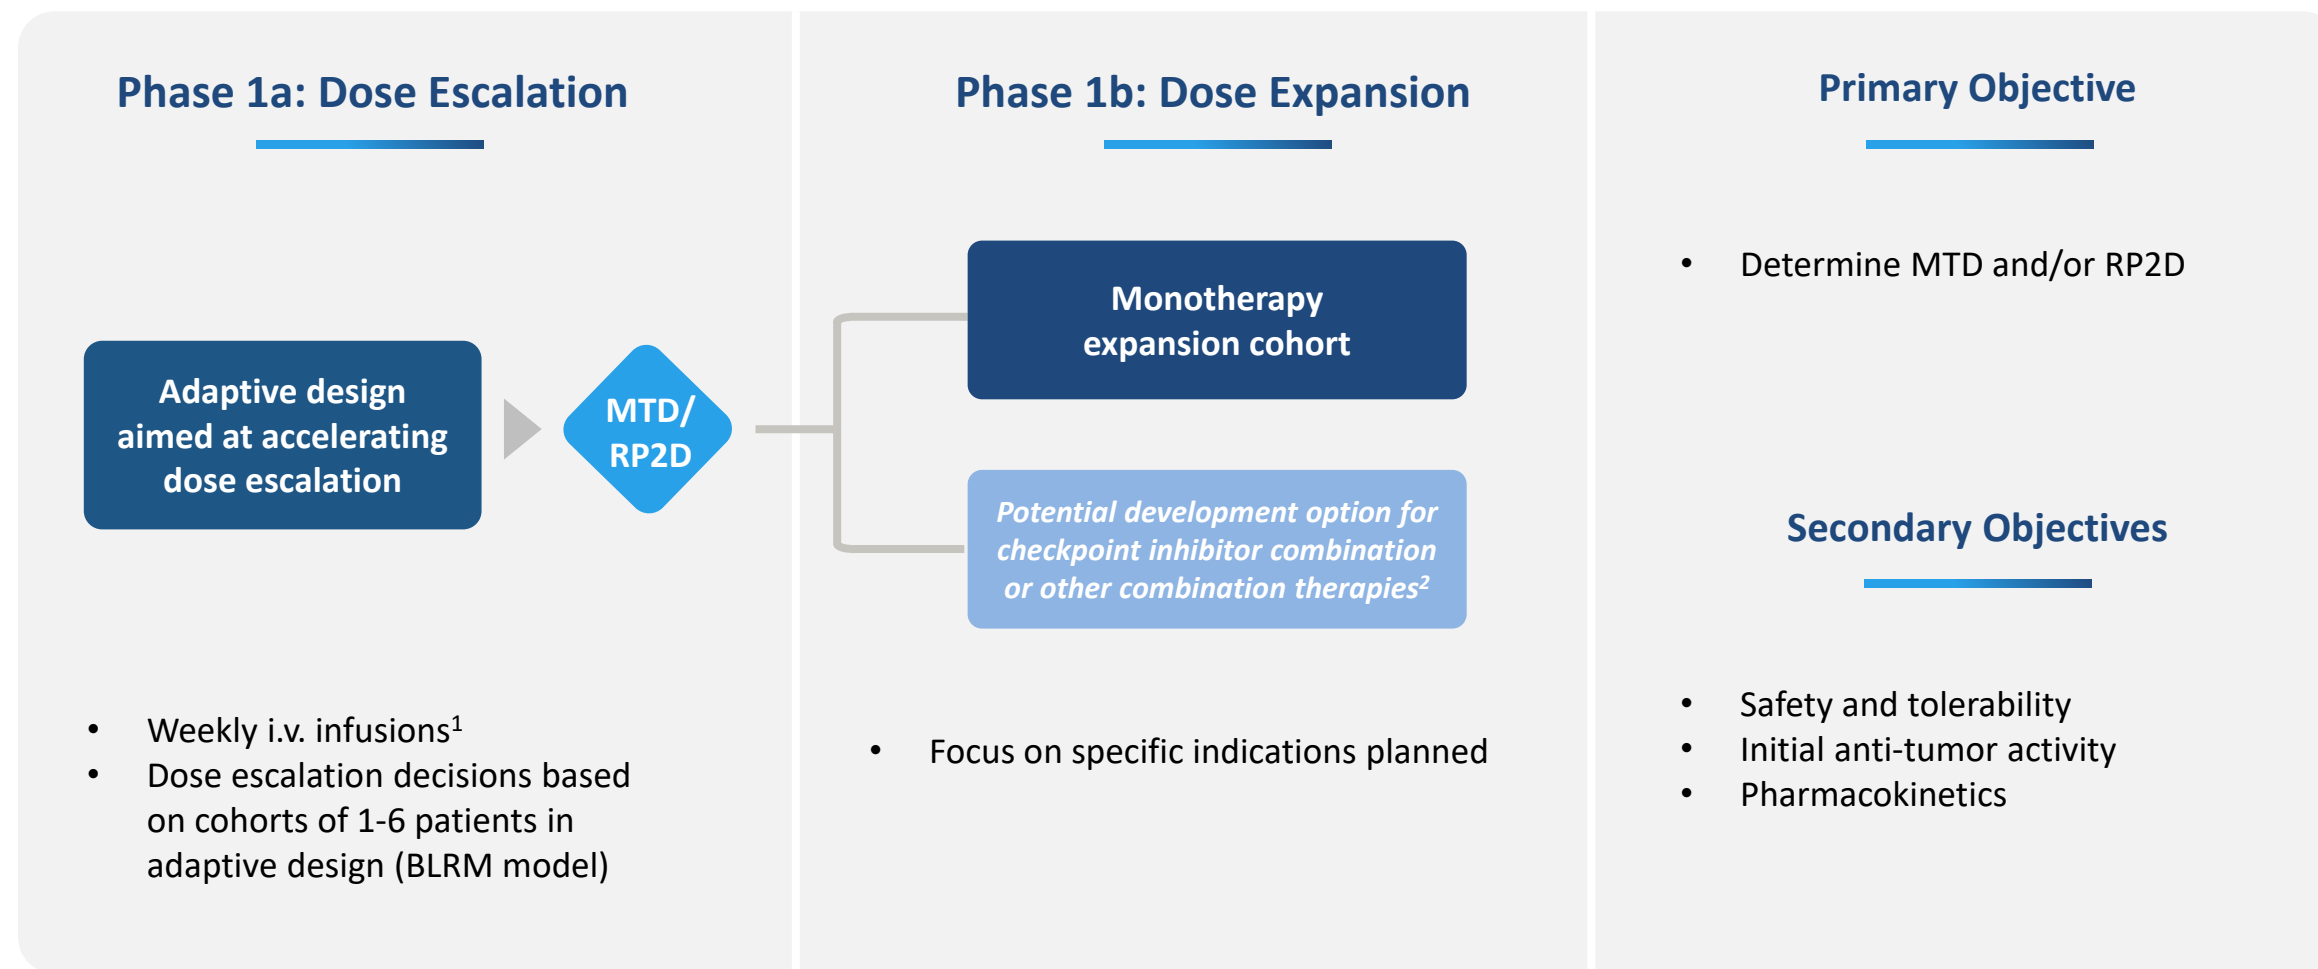 Phase 1a: Dose Escalation
Adaptive design
aimed at accelerating
dose escalation
MTD/
RP2D
• Weekly i.v. infusions¹
• Dose escalation decisions based
on cohorts of 1-6 patients in
adaptive design (BLRM model)
Phase 1b: Dose Expansion
Monotherapy
expansion cohort
Potential development option for
checkpoint inhibitor combination
or other combination therapies²
• Focus on specific indications planned
Primary Objective
• Determine MTD and/or RP2D
Secondary Objectives
• Safety and tolerability
• Initial anti-tumor activity
• Pharmacokinetics